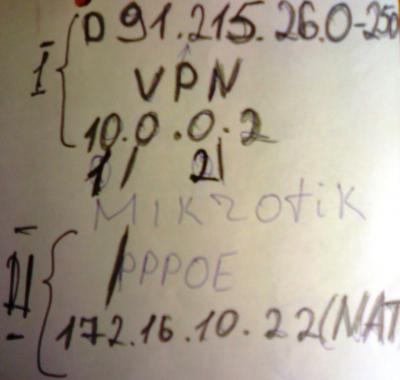 I D 91.215.26.0-250
VPN
10.0.0.2
1/ 21
Mikrotik
II PPPOE
172.16.10.22(NAT